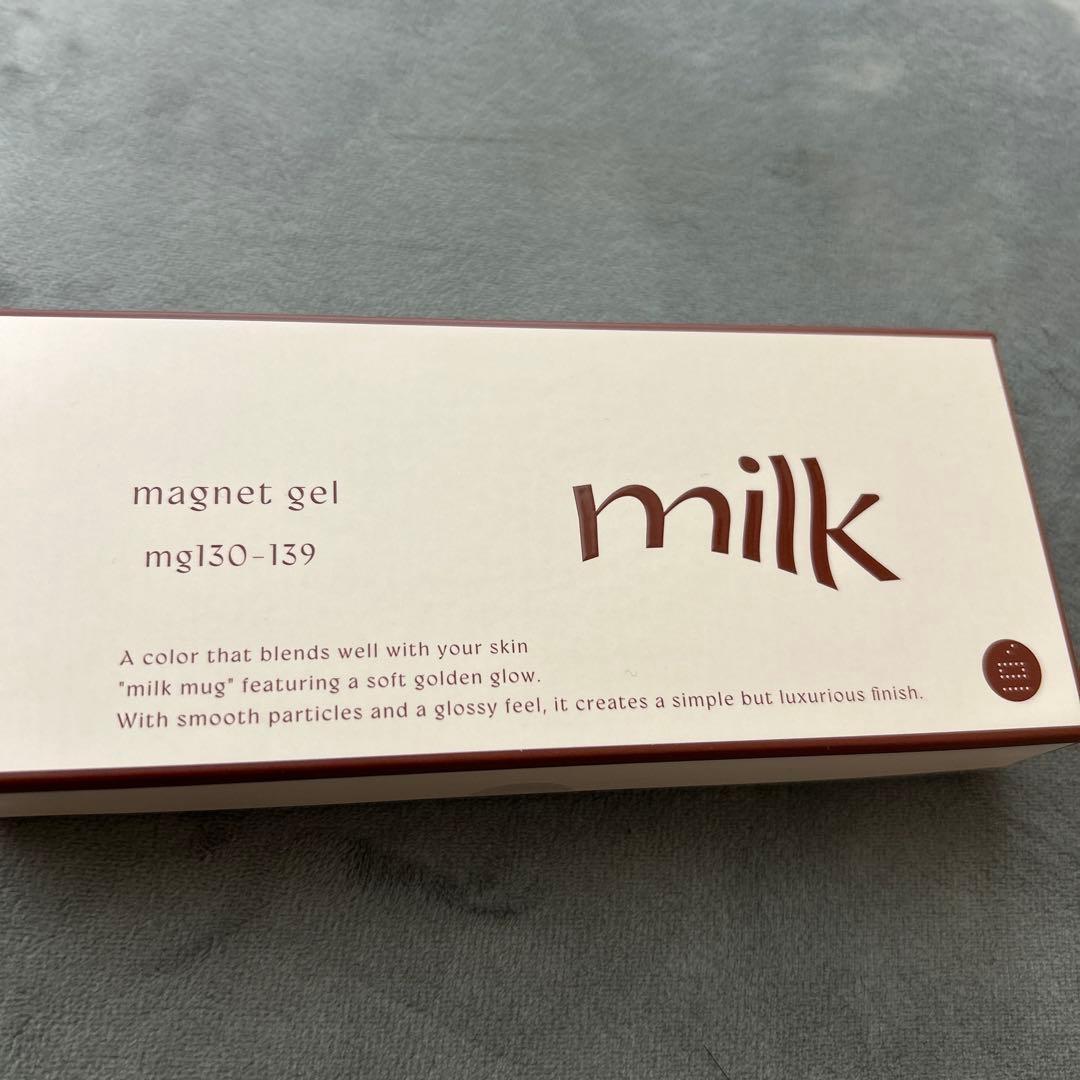 magnet gel
mg130-139
milk
A color that blends well with your skin
"milk mug" featuring a soft golden glow.
With smooth particles and a glossy feel, it creates a simple but luxurious finish.